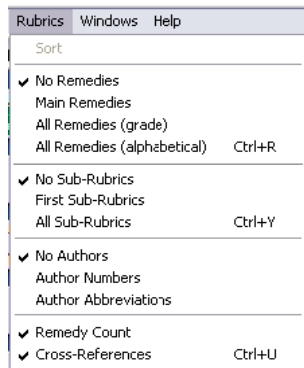 Rubrics Windows Help
Sort
No Remedies
Main Remedies
All Remedies (grade)
All Remedies (alphabetical) Ctrl+R
No Sub-Rubrics
First Sub-Rubrics
All Sub-Rubrics Ctrl+Y
No Authors
Author Numbers
Author Abbreviations
Remedy Count
Cross-References Ctrl+U